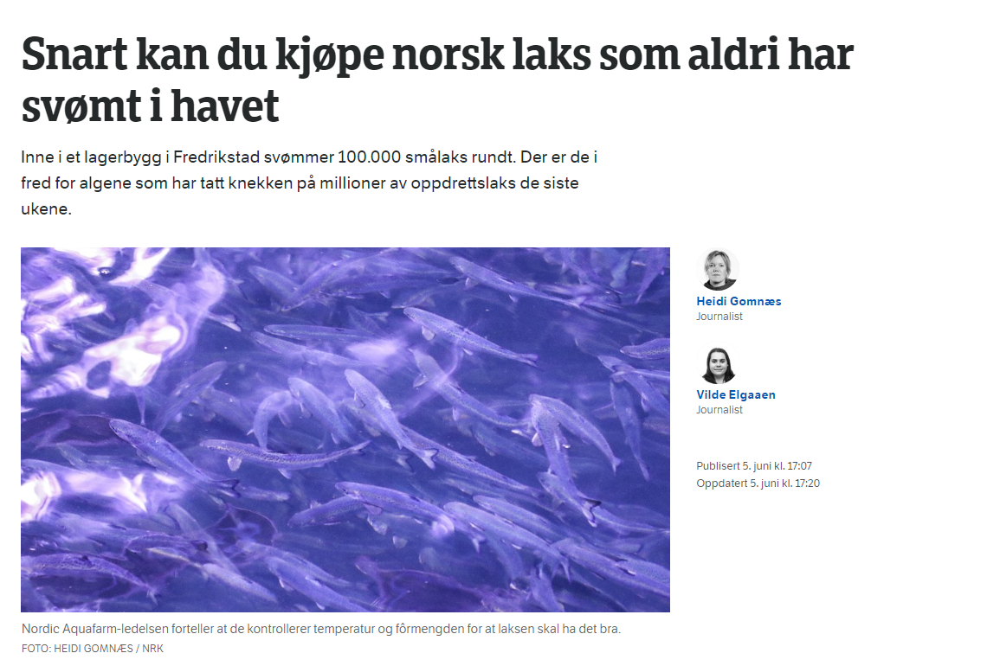 Snart kan du kjøpe norsk laks som aldri har
svømt i havet
Inne i et lagerbygg i Fredrikstad svømmer 100.000 smålaks rundt. Der er de i
fred for algene som har tatt knekken på millioner av oppdrettslaks de siste
ukene.
Heidi Gomnæs
Journalist
Vilde Elgaaen
Journalist
Publisert 5. juni kl. 17:07
Oppdatert 5. juni kl. 17:20
Nordic Aquafarm-ledelsen forteller at de kontrollerer temperatur og fôrmengden for at laksen skal ha det bra.
FOTO: HEIDI GOMNÆS / NRK